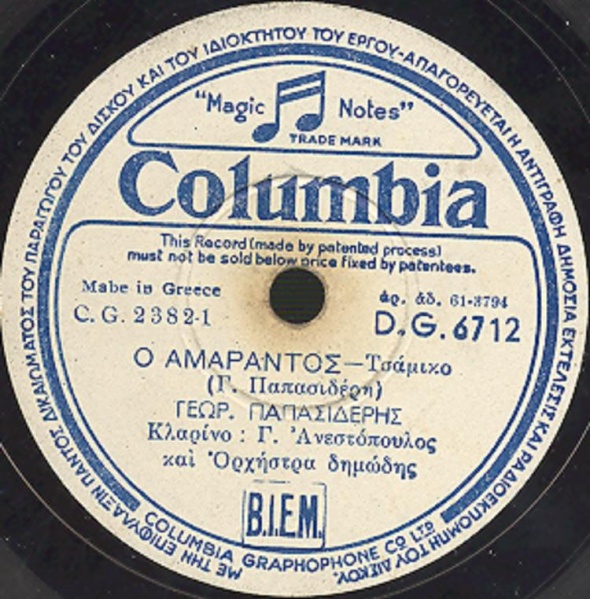 ΜΕ ΤΗΝ ΕΠΙΦΥΛΑΞΙΝ ΠΑΝΤΟΣ ΔΙΚΑΙΩΜΑΤΟΣ ΤΟΥ ΠΑΡΑΓΩΓΟΥ ΤΟΥ ΔΙΣΚΟΥ ΚΑΙ ΤΟΥ ΙΔΙΟΚΤΗΤΟΥ ΤΟΥ ΕΡΓΟΥ-ΑΠΑΓΟΡΕΥΕΤΑΙ Η ΑΝΤΙΓΡΑΦΗ ΔΗΜΟΣΙΑ ΕΚΤΕΛΕΣΙΣ ΚΑΙ ΡΑΔΙΟΕΚΠΟΜΠΗ ΤΟΥ ΔΙΣΚΟΥ.
"Magic Notes"
TRADE MARK
Columbia
This Record (made by patented process)
must not be sold below price fixed by patentees.
Mabe in Greece
ἀρ. ἀδ. 61-3794
C.G. 2382-1
D.G. 6712
Ο ΑΜΑΡΑΝΤΟΣ—Τσάμικο
(Γ. Παπασιδέρη)
ΓΕΩΡ. ΠΑΠΑΣΙΔΕΡΗΣ
Κλαρίνο : Γ. Ἀνεστόπουλος
καὶ Ὀρχήστρα δημώδης
B.I.E.M.
COLUMBIA GRAPHOPHONE CO LTD